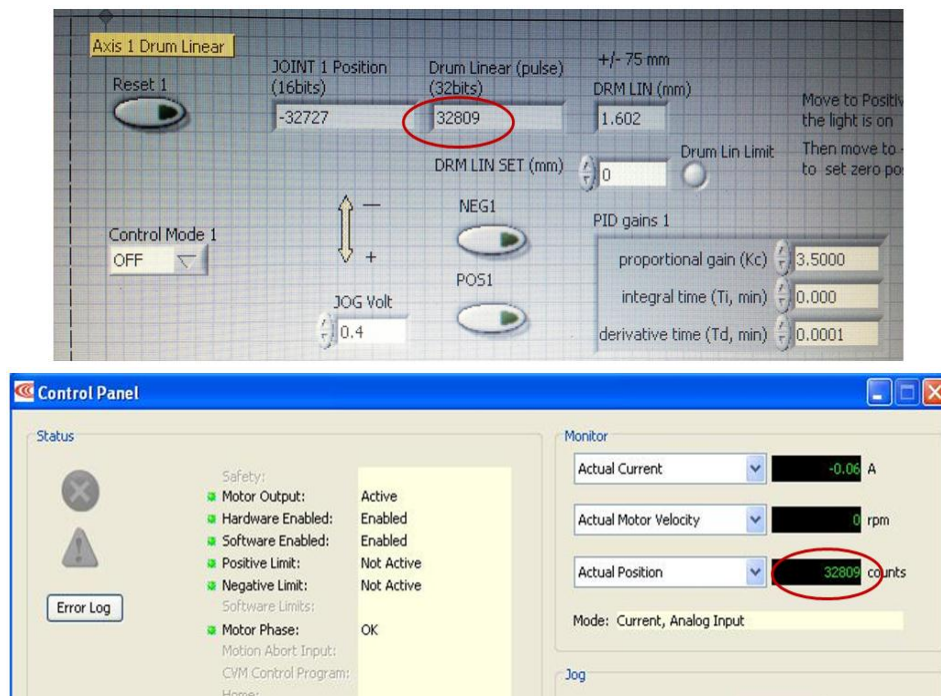 Axis 1 Drum Linear
Reset 1
JOINT 1 Position
(16bits)
-32727
Drum Linear (pulse)
(32bits)
32809
+/- 75 mm
DRM LIN (mm)
1.602
Move to Positiv
the light is on
Then move to -
to set zero po
DRM LIN SET (mm)
0
Drum Lin Limit
Control Mode 1
OFF
−
+
NEG1
POS1
JOG Volt
0.4
PID gains 1
proportional gain (Kc)
3.5000
integral time (Ti, min)
0.000
derivative time (Td, min)
0.0001
Control Panel
Status
Safety:
Motor Output: Active
Hardware Enabled: Enabled
Software Enabled: Enabled
Positive Limit: Not Active
Negative Limit: Not Active
Software Limits:
Motor Phase: OK
Motion Abort Input:
CVM Control Program:
Home:
Error Log
Monitor
Actual Current -0.06 A
Actual Motor Velocity 0 rpm
Actual Position 32809 counts
Mode: Current, Analog Input
Jog